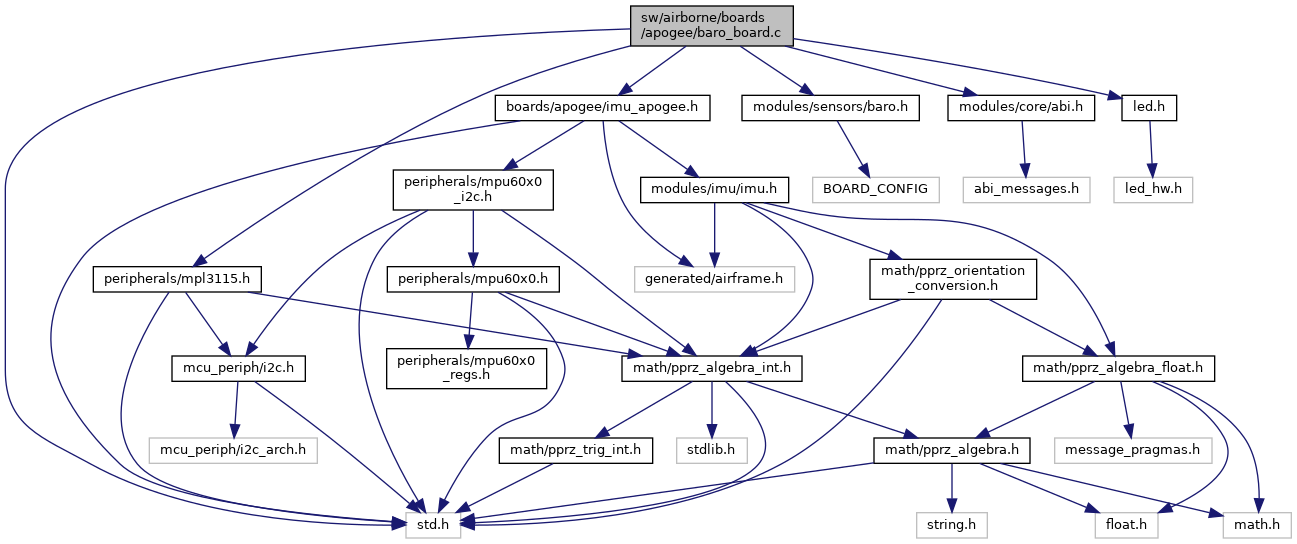 sw/airborne/boards
/apogee/baro_board.c
boards/apogee/imu_apogee.h
modules/sensors/baro.h
modules/core/abi.h
led.h
peripherals/mpu60x0
_i2c.h
modules/imu/imu.h
BOARD_CONFIG
abi_messages.h
led_hw.h
peripherals/mpl3115.h
peripherals/mpu60x0.h
generated/airframe.h
math/pprz_orientation
_conversion.h
mcu_periph/i2c.h
peripherals/mpu60x0
_regs.h
math/pprz_algebra_int.h
math/pprz_algebra_float.h
mcu_periph/i2c_arch.h
math/pprz_trig_int.h
stdlib.h
math/pprz_algebra.h
message_pragmas.h
std.h
string.h
float.h
math.h